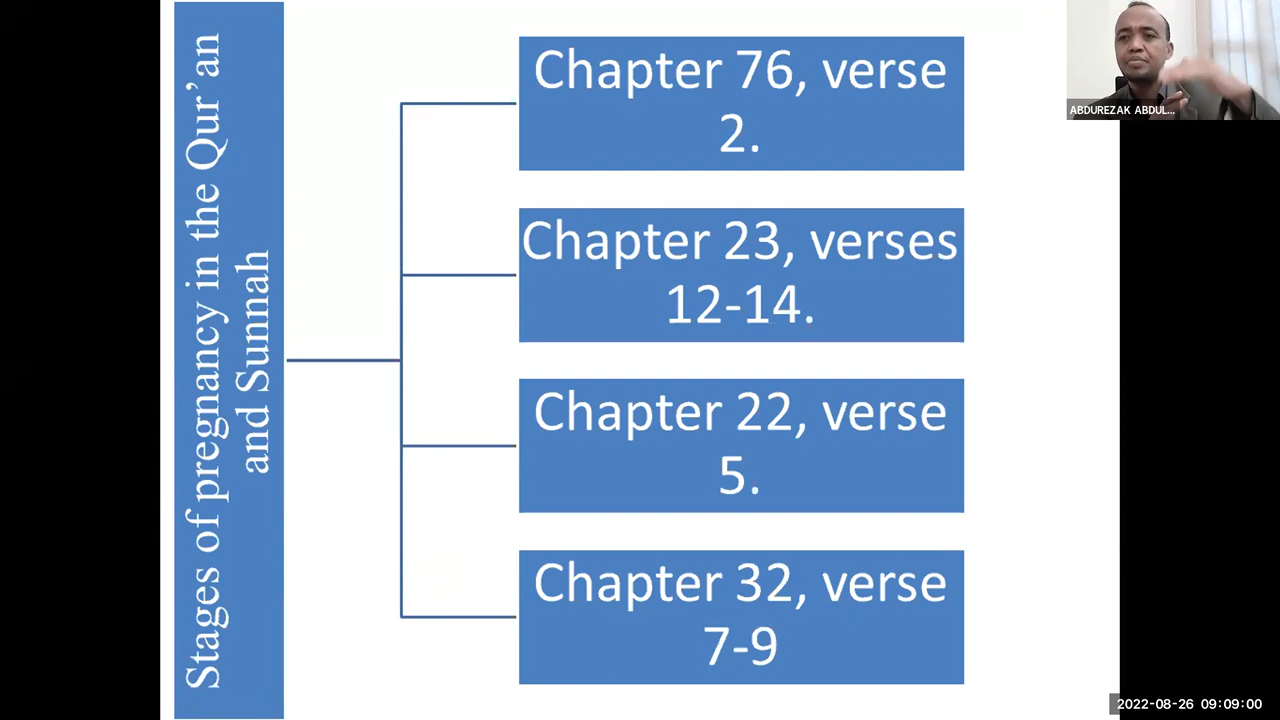 Stages of pregnancy in the Qur’an
and Sunnah
Chapter 76, verse
2.
Chapter 23, verses
12-14.
Chapter 22, verse
5.
Chapter 32, verse
7-9
ABDUREZAK ABDUL...
2022-08-26 09:09:00